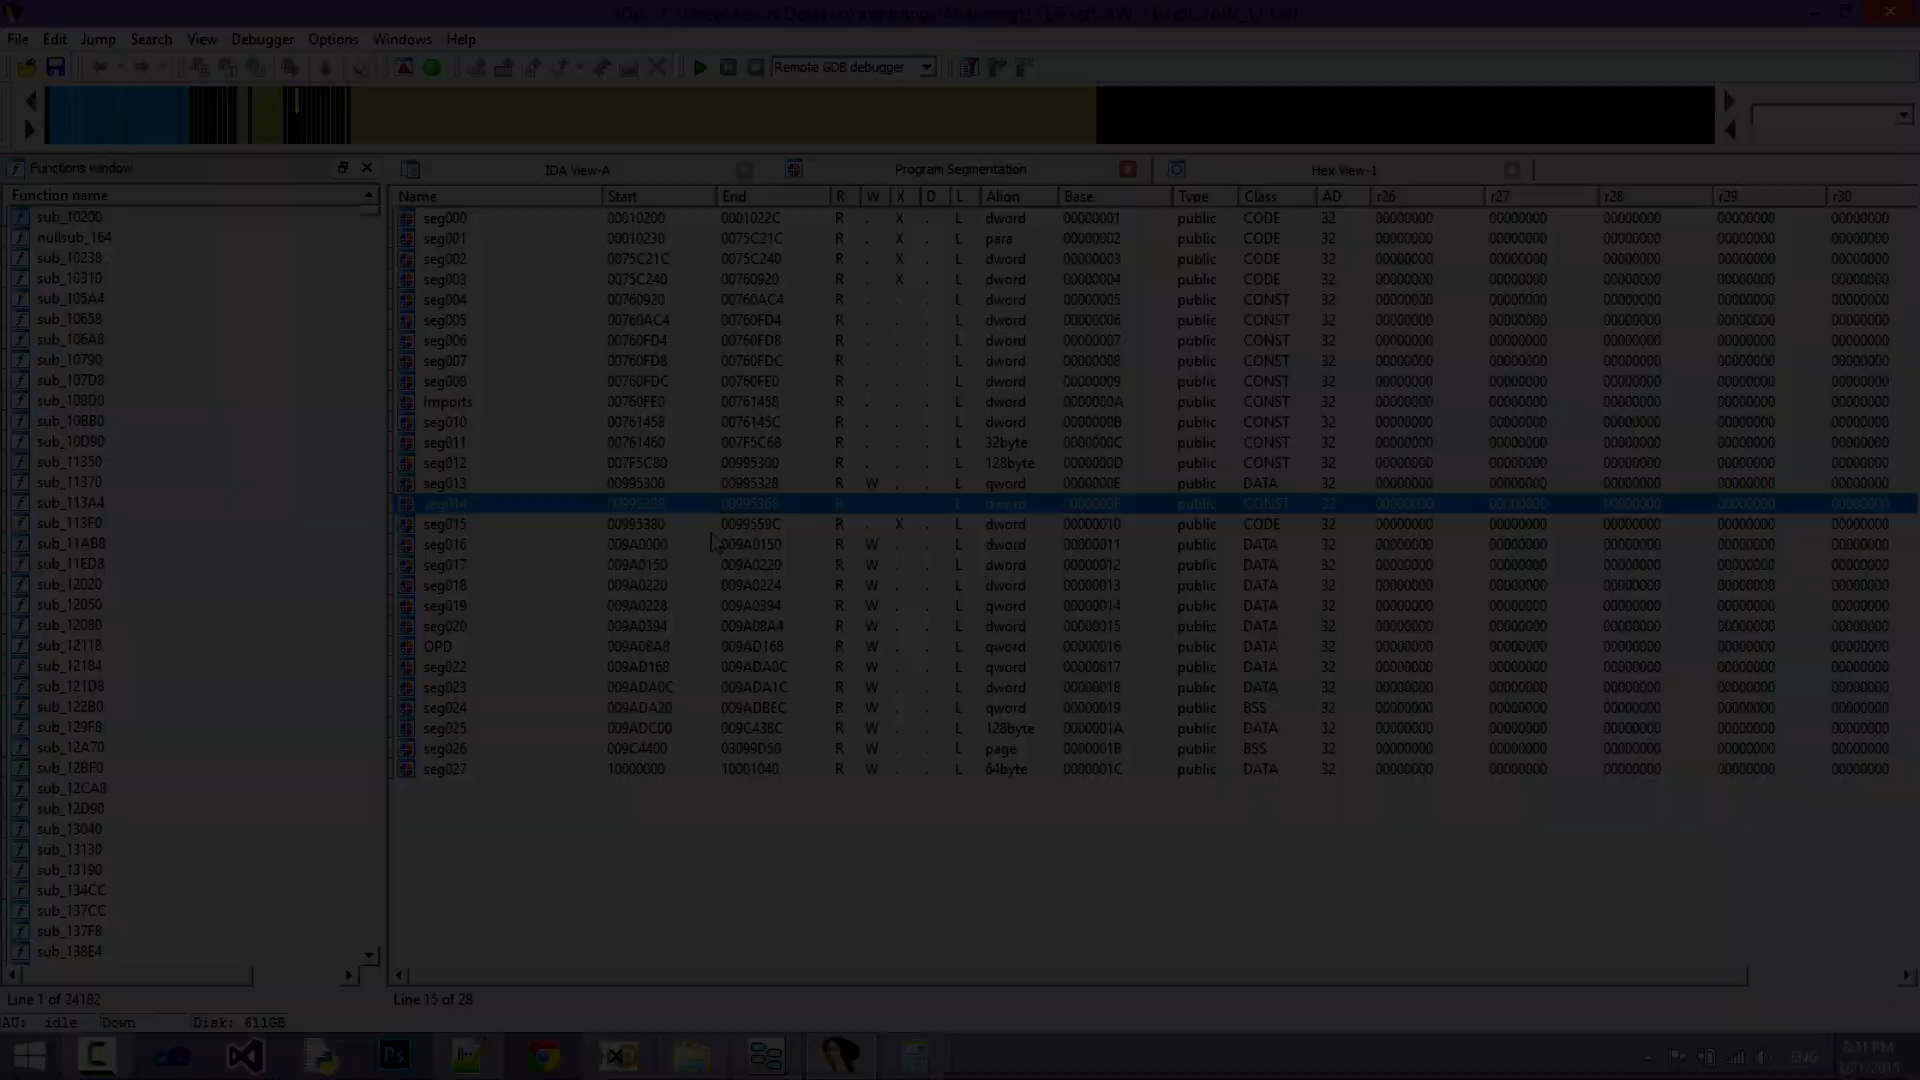 File Edit Jump Search View Debugger Options Windows Help
Remote GDB debugger
Functions window
IDA View-A Program Segmentation Hex View-1
Function name
sub_10200
nullsub_164
sub_10238
sub_10310
sub_105A4
sub_10658
sub_106A8
sub_10790
sub_107D8
sub_108D0
sub_10BB0
sub_10D90
sub_11350
sub_11370
sub_113A4
sub_113F0
sub_11AB8
sub_11ED8
sub_12020
sub_12050
sub_12080
sub_12118
sub_12184
sub_121D8
sub_122B0
sub_129F8
sub_12A70
sub_12BF0
sub_12CA8
sub_12D90
sub_13040
sub_13130
sub_13190
sub_134CC
sub_137CC
sub_137F8
sub_138E4
Line 1 of 24182
Name Start End R W X D L Align Base Type Class AD r26 r27 r28 r29 r30
seg000 00010200 0001022C R . X . L dword 00000001 public CODE 32 00000000 00000000 00000000 00000000 00000000
seg001 00010230 0075C21C R . X . L para 00000002 public CODE 32 00000000 00000000 00000000 00000000 00000000
seg002 0075C21C 0075C240 R . X . L dword 00000003 public CODE 32 00000000 00000000 00000000 00000000 00000000
seg003 0075C240 00760920 R . X . L dword 00000004 public CODE 32 00000000 00000000 00000000 00000000 00000000
seg004 00760920 00760AC4 R . . . L dword 00000005 public CONST 32 00000000 00000000 00000000 00000000 00000000
seg005 00760AC4 00760FD4 R . . . L dword 00000006 public CONST 32 00000000 00000000 00000000 00000000 00000000
seg006 00760FD4 00760FD8 R . . . L dword 00000007 public CONST 32 00000000 00000000 00000000 00000000 00000000
seg007 00760FD8 00760FDC R . . . L dword 00000008 public CONST 32 00000000 00000000 00000000 00000000 00000000
seg008 00760FDC 00760FE0 R . . . L dword 00000009 public CONST 32 00000000 00000000 00000000 00000000 00000000
Imports 00760FE0 00761458 R . . . L dword 0000000A public CONST 32 00000000 00000000 00000000 00000000 00000000
seg010 00761458 0076145C R . . . L dword 0000000B public CONST 32 00000000 00000000 00000000 00000000 00000000
seg011 00761460 007F5C68 R . . . L 32byte 0000000C public CONST 32 00000000 00000000 00000000 00000000 00000000
seg012 007F5C80 00995300 R . . . L 128byte 0000000D public CONST 32 00000000 00000000 00000000 00000000 00000000
seg013 00995300 00995328 R W . . L qword 0000000E public DATA 32 00000000 00000000 00000000 00000000 00000000
seg014 00995328 00995368 R . . . L dword 0000000F public CONST 32 00000000 00000000 00000000 00000000 00000000
seg015 00995380 0099559C R . X . L dword 00000010 public CODE 32 00000000 00000000 00000000 00000000 00000000
seg016 009A0000 009A0150 R W . . L dword 00000011 public DATA 32 00000000 00000000 00000000 00000000 00000000
seg017 009A0150 009A0220 R W . . L dword 00000012 public DATA 32 00000000 00000000 00000000 00000000 00000000
seg018 009A0220 009A0224 R W . . L dword 00000013 public DATA 32 00000000 00000000 00000000 00000000 00000000
seg019 009A0228 009A0394 R W . . L qword 00000014 public DATA 32 00000000 00000000 00000000 00000000 00000000
seg020 009A0394 009A08A4 R W . . L dword 00000015 public DATA 32 00000000 00000000 00000000 00000000 00000000
OPD 009A08A8 009AD168 R W . . L qword 00000016 public DATA 32 00000000 00000000 00000000 00000000 00000000
seg022 009AD168 009ADA0C R W . . L qword 00000017 public DATA 32 00000000 00000000 00000000 00000000 00000000
seg023 009ADA0C 009ADA1C R W . . L dword 00000018 public DATA 32 00000000 00000000 00000000 00000000 00000000
seg024 009ADA20 009ADBEC R W . . L qword 00000019 public BSS 32 00000000 00000000 00000000 00000000 00000000
seg025 009ADC00 009C438C R W . . L 128byte 0000001A public DATA 32 00000000 00000000 00000000 00000000 00000000
seg026 009C4400 03099D50 R W . . L page 0000001B public BSS 32 00000000 00000000 00000000 00000000 00000000
seg027 10000000 10001040 R W . . L 64byte 0000001C public DATA 32 00000000 00000000 00000000 00000000 00000000
Line 15 of 28
AU: idle Down Disk: 611GB
Ps
ENG
8:31 PM